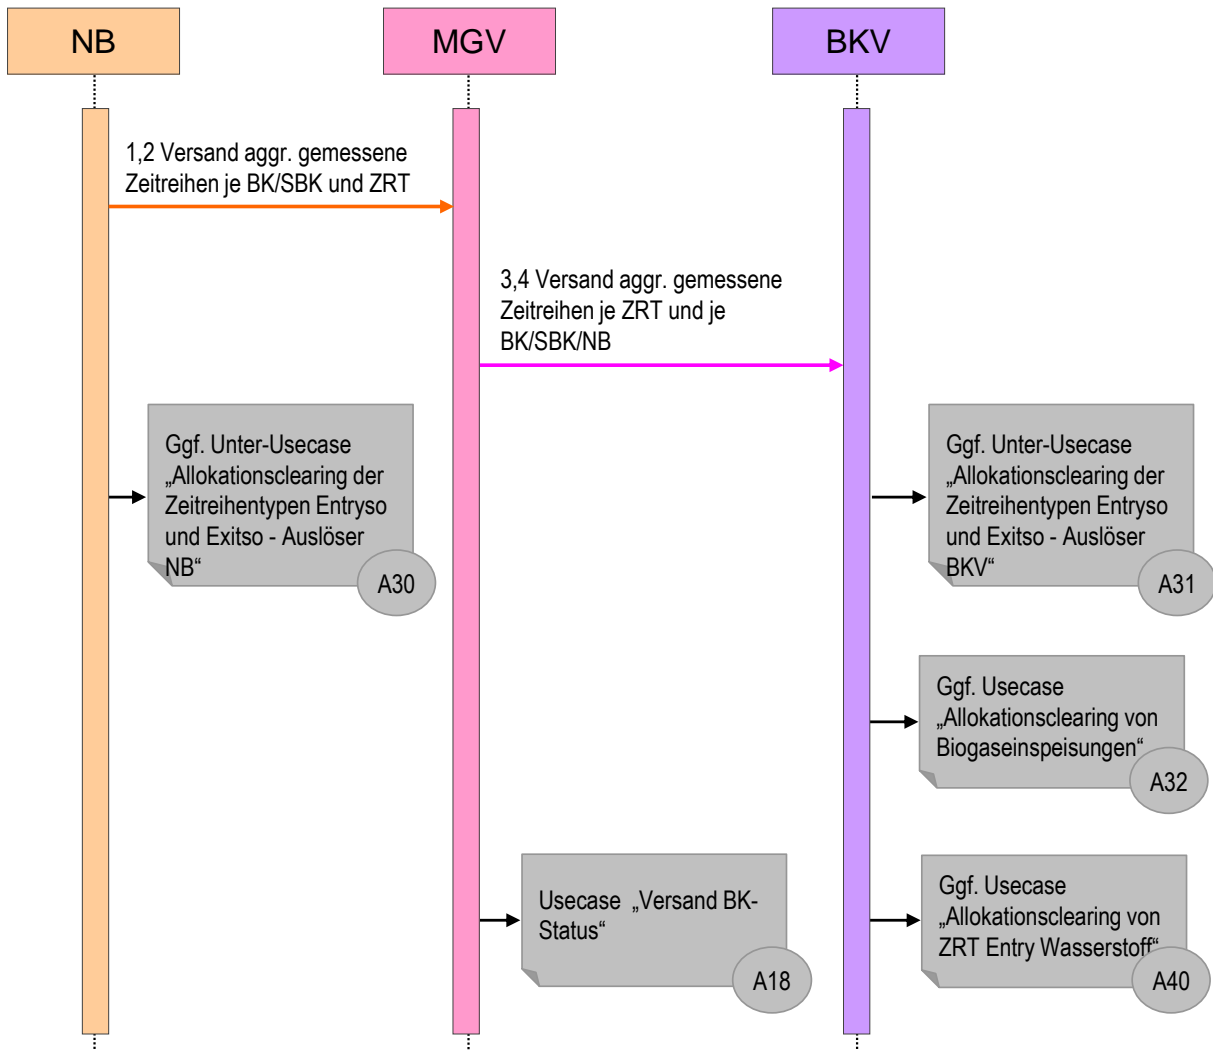 NB
MGV
BKV
1,2 Versand aggr. gemessene
Zeitreihen je BK/SBK und ZRT
3,4 Versand aggr. gemessene
Zeitreihen je ZRT und je
BK/SBK/NB
Ggf. Unter-Usecase
„Allokationsclearing der
Zeitreihentypen Entryso
und Exitso - Auslöser
NB“
A30
Ggf. Unter-Usecase
„Allokationsclearing der
Zeitreihentypen Entryso
und Exitso - Auslöser
BKV“
A31
Ggf. Usecase
„Allokationsclearing von
Biogaseinspeisungen“
A32
Usecase „Versand BK-
Status“
A18
Ggf. Usecase
„Allokationsclearing von
ZRT Entry Wasserstoff“
A40